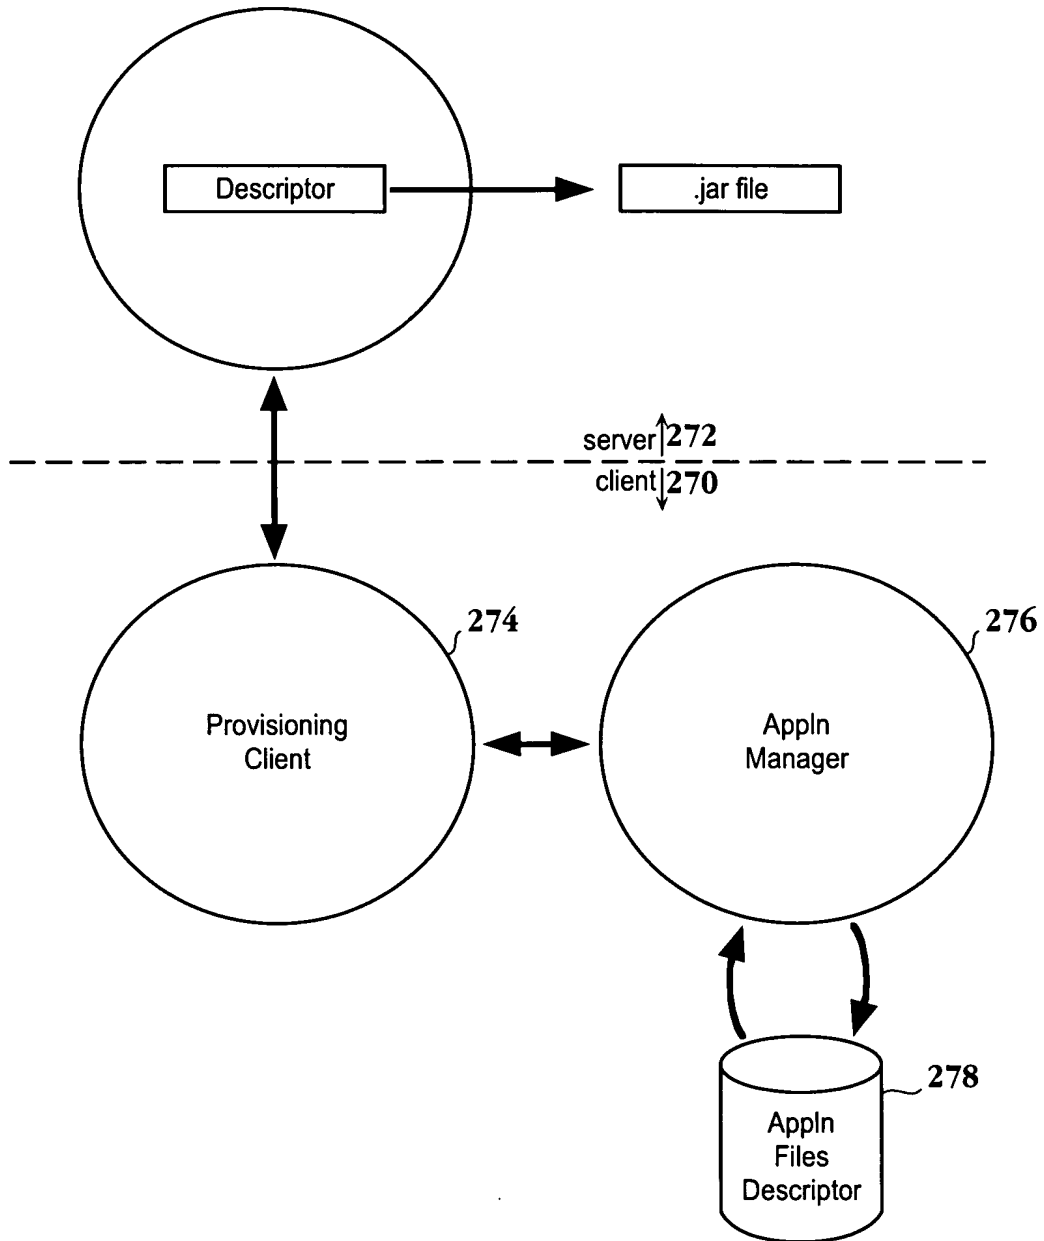 Descriptor
.jar file
server 272
client 270
274
276
Provisioning
Client
Appln
Manager
278
Appln
Files
Descriptor